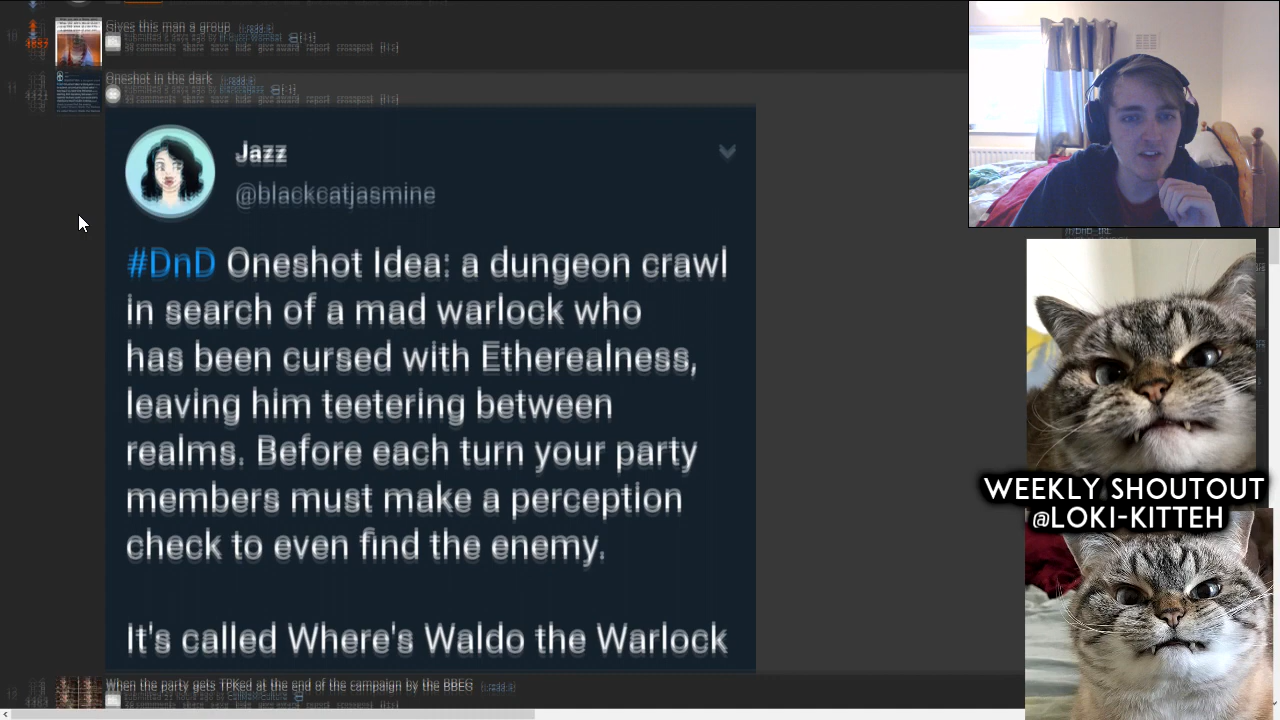 Gives this man a group
Oneshot in the dark
Jazz
@blackcatjasmine
#DnD Oneshot Idea: a dungeon crawl
in search of a mad warlock who
has been cursed with Etherealness,
leaving him teetering between
realms. Before each turn your party
members must make a perception
check to even find the enemy.
It's called Where's Waldo the Warlock
WEEKLY SHOUTOUT
@LOKI-KITTEH
When the party gets TPKed at the end of the campaign by the BBEG